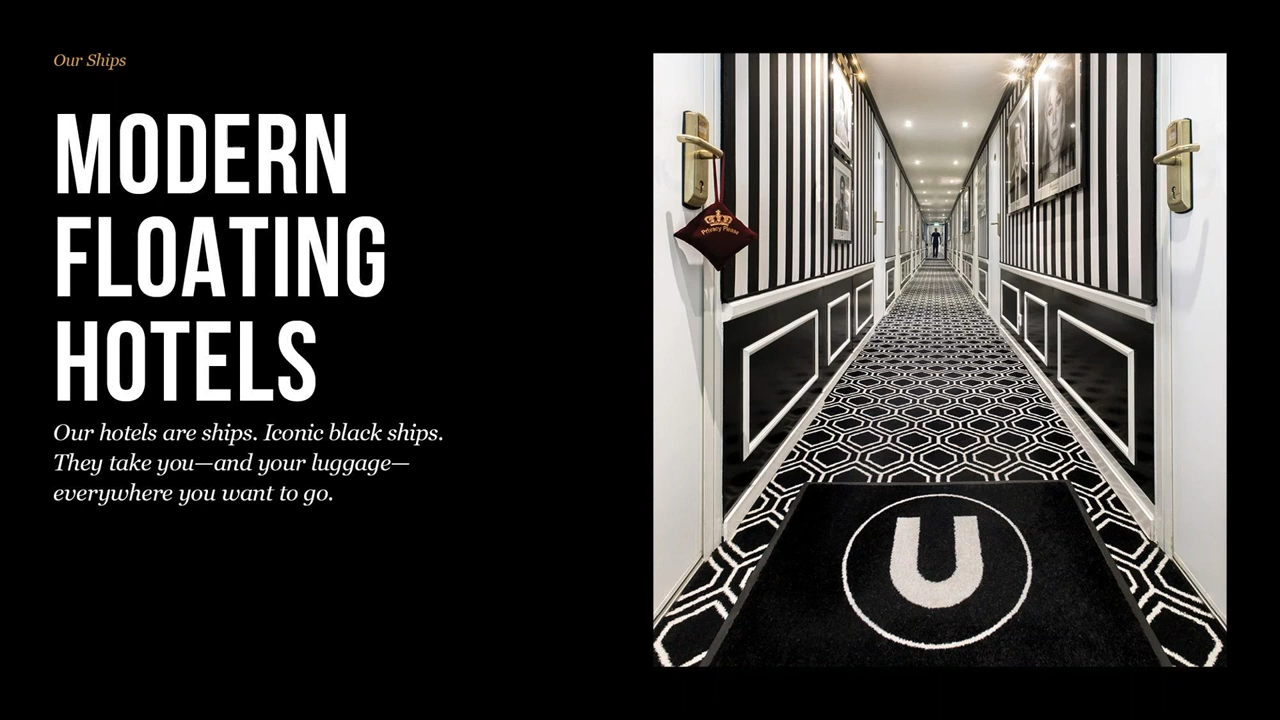 Our Ships
MODERN
FLOATING
HOTELS
Our hotels are ships. Iconic black ships.
They take you—and your luggage—
everywhere you want to go.
Privacy Please
U